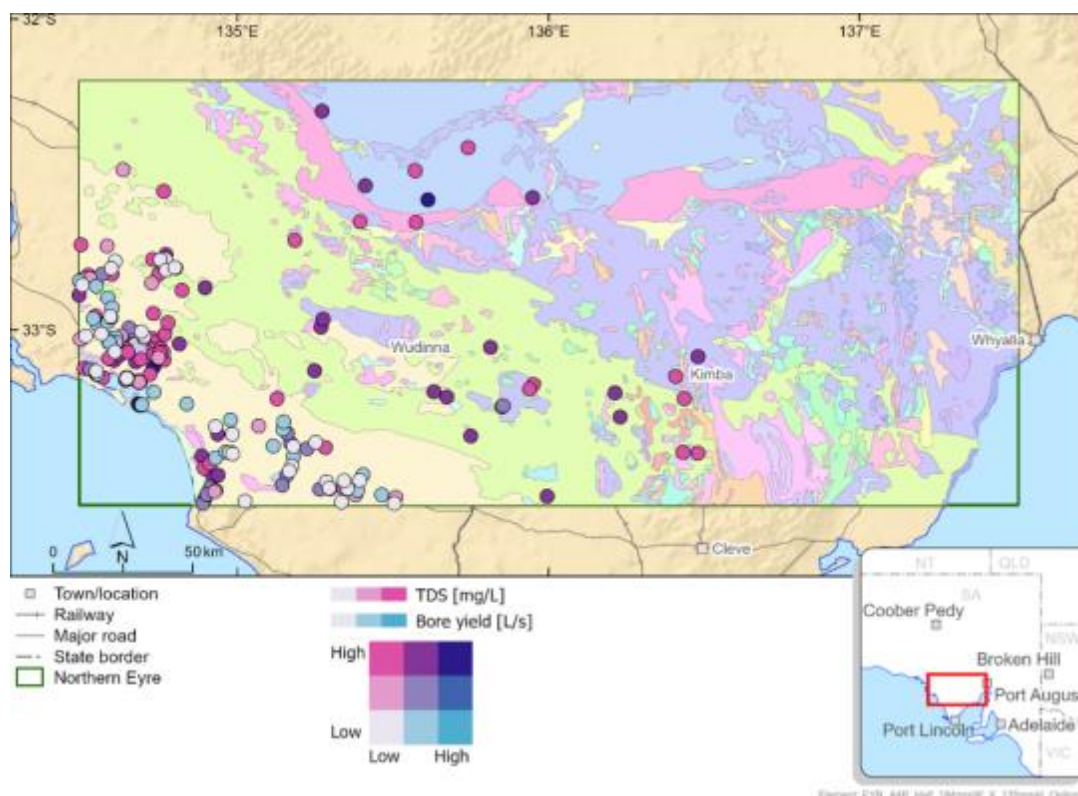 32°S
135°E
136°E
137°E
33°S
Wudinna
Whyalla
Kimba
0
50 km
N
Cleve
Town/location
Railway
Major road
State border
Northern Eyre
TDS [mg/L]
Bore yield [L/s]
High
Low
Low
High
NT
QLD
SA
Coober Pedy
NSW
Broken Hill
Port Augus
Port Lincoln
Adelaide
VIC